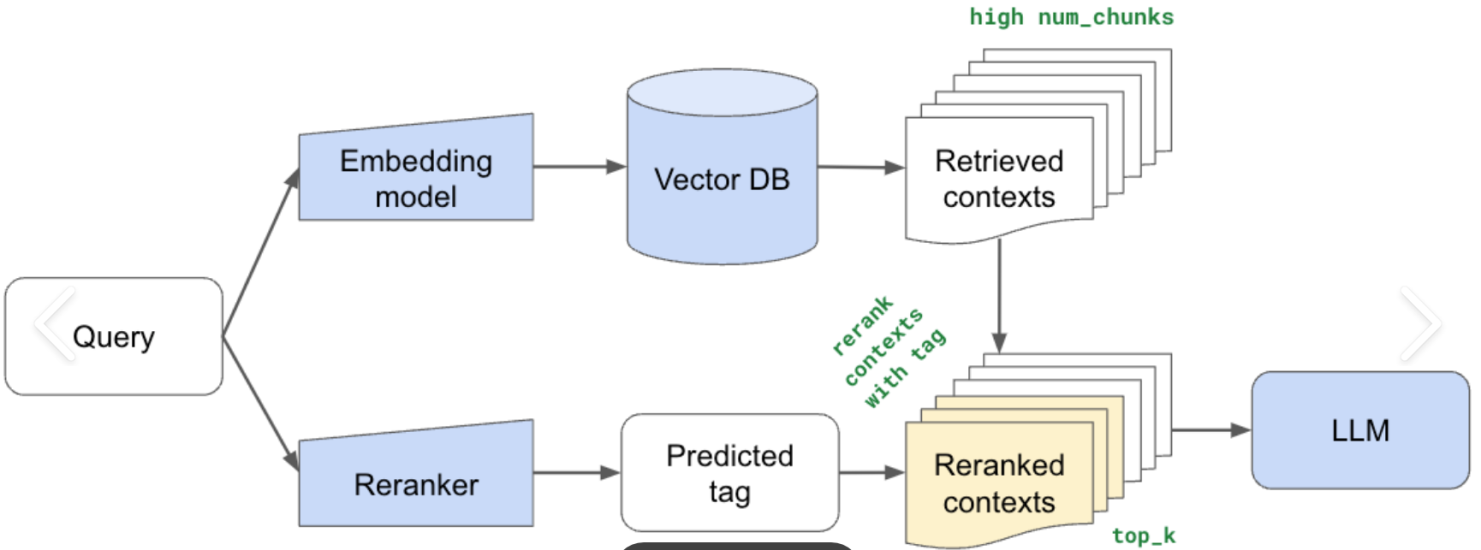 high num_chunks
Embedding
model
Vector DB
Retrieved
contexts
Query
rerank
contexts
with tag
Reranker
Predicted
tag
Reranked
contexts
LLM
top_k